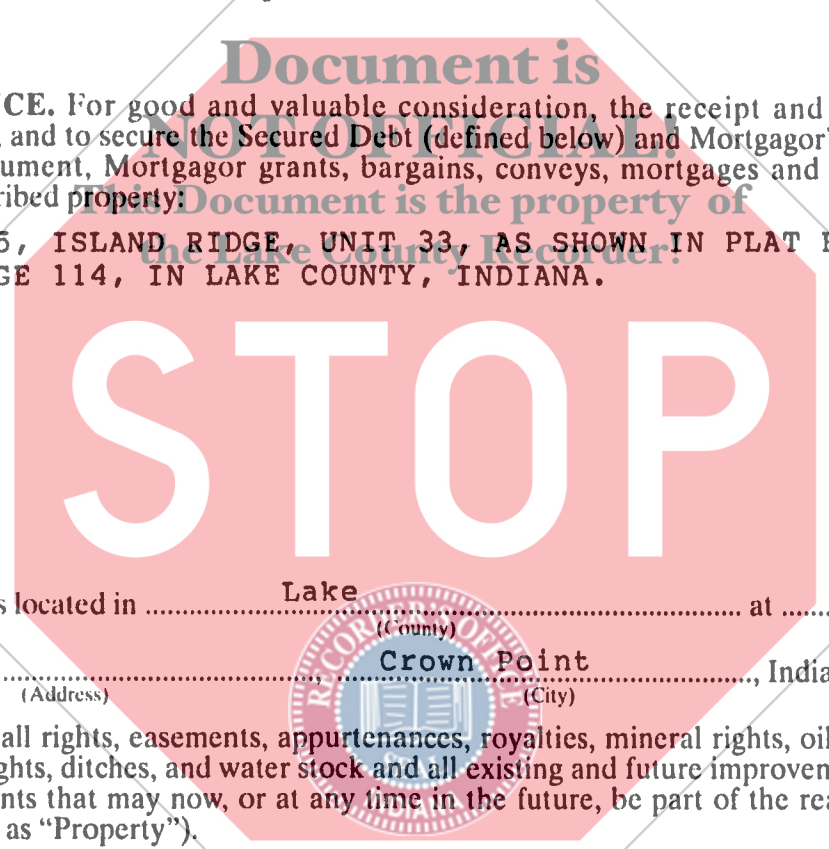 Document is
NOT OFFICIAL!
This Document is the property of
the Lake County Recorder!
CE. For good and valuable consideration, the receipt and
, and to secure the Secured Debt (defined below) and Mortgagor'
ument, Mortgagor grants, bargains, conveys, mortgages and
ribed property:
, ISLAND RIDGE, UNIT 33, AS SHOWN IN PLAT
GE 114, IN LAKE COUNTY, INDIANA.
STOP
s located in .......... Lake .......... at ......
(County)
.........., .......... Crown Point .........., India
(Address) (City)
all rights, easements, appurtenances, royalties, mineral rights, oil
ghts, ditches, and water stock and all existing and future improvem
nts that may now, or at any time in the future, be part of the rea
as “Property”).
RECORDER'S OFFICE
SEAL
INDIANA